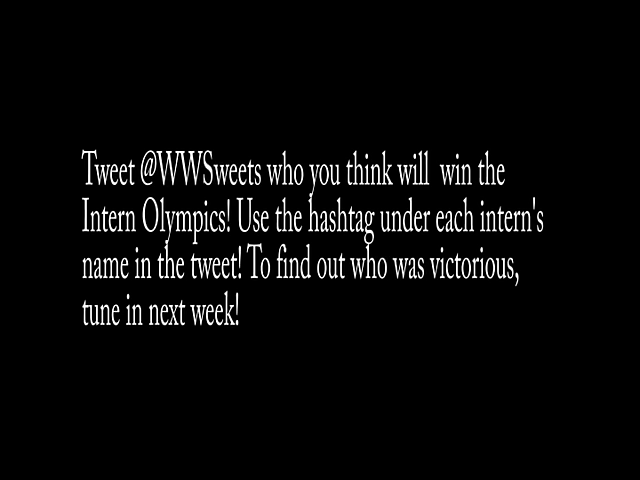 Tweet @WWSweets who you think will  win the
Intern Olympics! Use the hashtag under each intern's
name in the tweet! To find out who was victorious,
tune in next week!